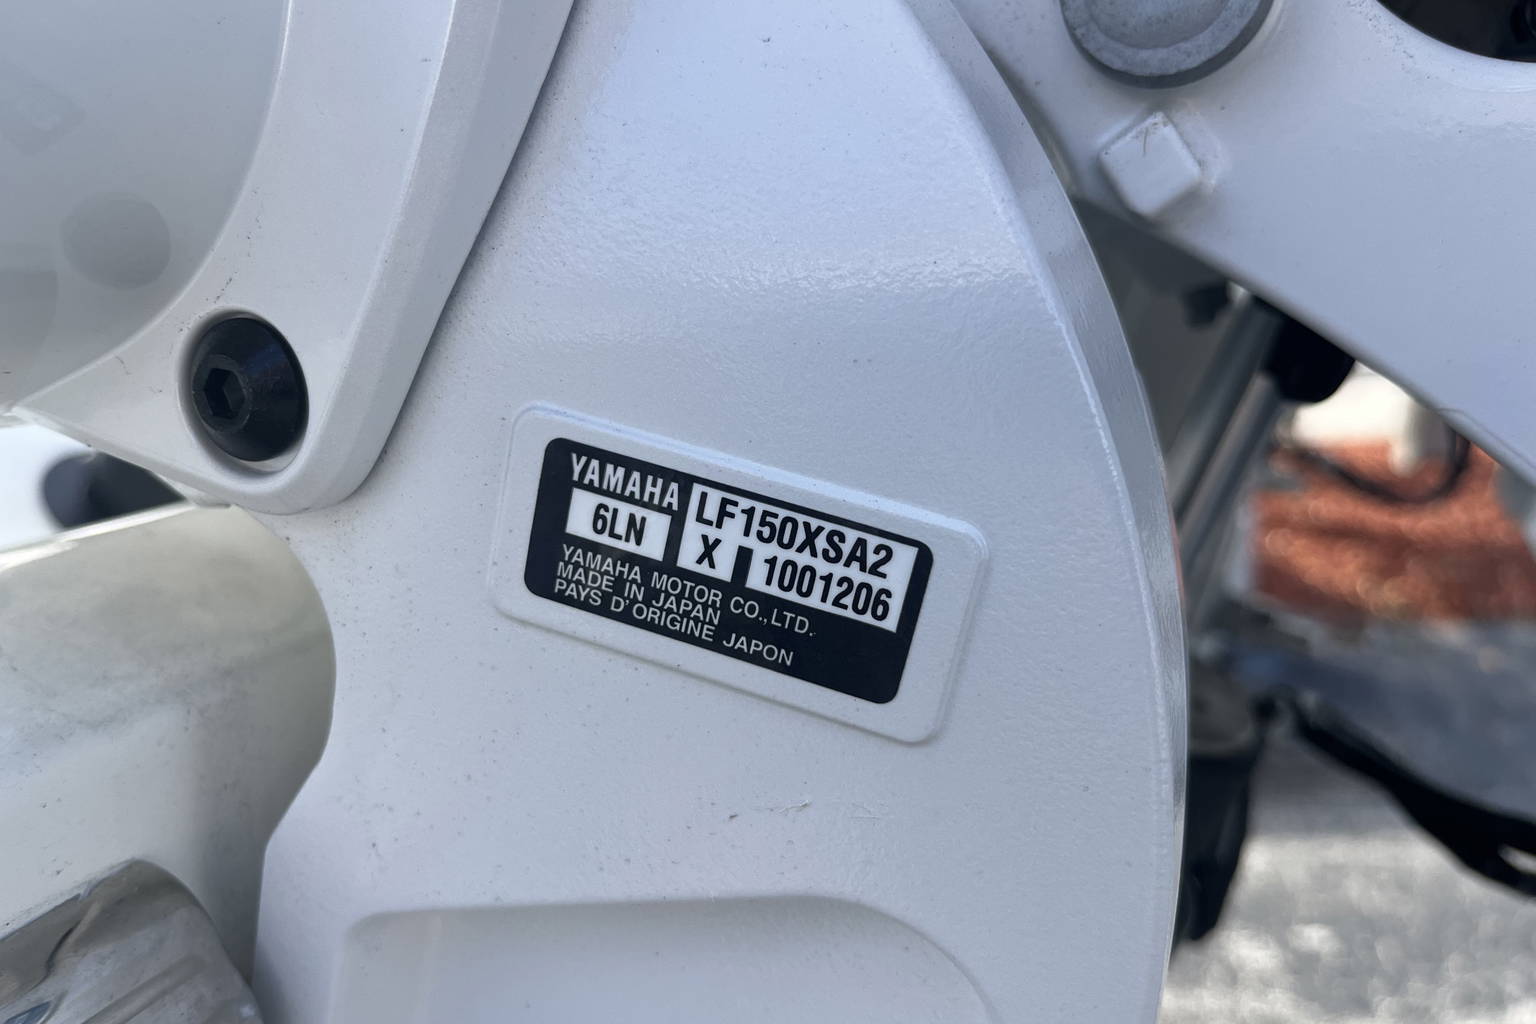 YAMAHA
LF150XSA2
6LN
X 1001206
YAMAHA MOTOR CO.,LTD.
MADE IN JAPAN
PAYS D'ORIGINE JAPON